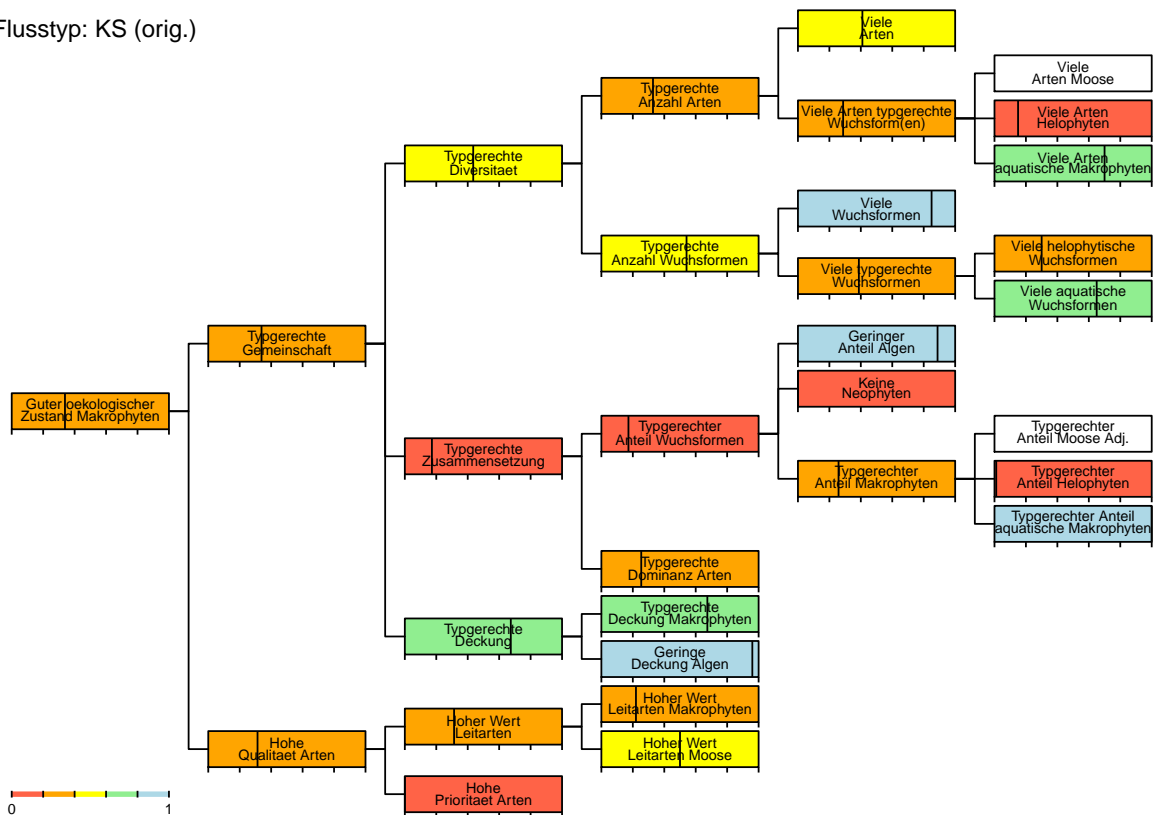 Flusstyp: KS (orig.)
Viele
Arten
Typgerechte
Anzahl Arten
Viele Arten typgerechte
Wuchsform(en)
Viele
Arten Moose
Viele Arten
Helophyten
Viele Arten
aquatische Makrophyten
Typgerechte
Diversitaet
Viele
Wuchsformen
Typgerechte
Anzahl Wuchsformen
Viele typgerechte
Wuchsformen
Viele helophytische
Wuchsformen
Viele aquatische
Wuchsformen
Typgerechte
Gemeinschaft
Geringer
Anteil Algen
Keine
Neophyten
Guter oekologischer
Zustand Makrophyten
Typgerechte
Zusammensetzung
Typgerechter
Anteil Wuchsformen
Typgerechter
Anteil Makrophyten
Typgerechter
Anteil Moose Adj.
Typgerechter
Anteil Helophyten
Typgerechter Anteil
aquatische Makrophyten
Typgerechte
Dominanz Arten
Typgerechte
Deckung
Typgerechte
Deckung Makrophyten
Geringe
Deckung Algen
Hohe
Qualitaet Arten
Hoher Wert
Leitarten
Hoher Wert
Leitarten Makrophyten
Hoher Wert
Leitarten Moose
Hohe
Prioritaet Arten
0 1